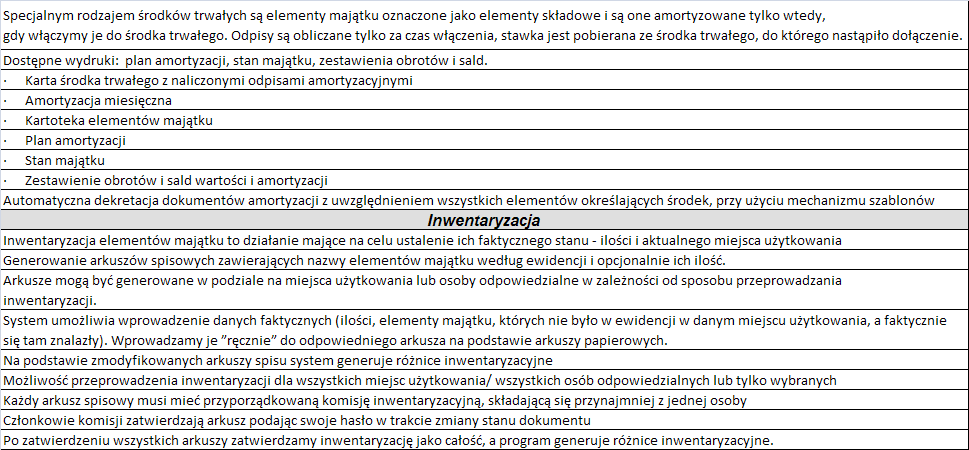 Specjalnym rodzajem środków trwałych są elementy majątku oznaczone jako elementy składowe i są one amortyzowane tylko wtedy,
gdy włączymy je do środka trwałego. Odpisy są obliczane tylko za czas włączenia, stawka jest pobierana ze środka trwałego, do którego nastąpiło dołączenie.
Dostępne wydruki:  plan amortyzacji, stan majątku, zestawienia obrotów i sald.
· Karta środka trwałego z naliczonymi odpisami amortyzacyjnymi
· Amortyzacja miesięczna
· Kartoteka elementów majątku
· Plan amortyzacji
· Stan majątku
· Zestawienie obrotów i sald wartości i amortyzacji
Automatyczna dekretacja dokumentów amortyzacji z uwzględnieniem wszystkich elementów określających środek, przy użyciu mechanizmu szablonów
Inwentaryzacja
Inwentaryzacja elementów majątku to działanie mające na celu ustalenie ich faktycznego stanu - ilości i aktualnego miejsca użytkowania
Generowanie arkuszów spisowych zawierających nazwy elementów majątku według ewidencji i opcjonalnie ich ilość.
Arkusze mogą być generowane w podziale na miejsca użytkowania lub osoby odpowiedzialne w zależności od sposobu przeprowadzania
inwentaryzacji.
System umożliwia wprowadzenie danych faktycznych (ilości, elementy majątku, których nie było w ewidencji w danym miejscu użytkowania, a faktycznie
się tam znalazły). Wprowadzamy je ”ręcznie” do odpowiedniego arkusza na podstawie arkuszy papierowych.
Na podstawie zmodyfikowanych arkuszy spisu system generuje różnice inwentaryzacyjne
Możliwość przeprowadzenia inwentaryzacji dla wszystkich miejsc użytkowania/ wszystkich osób odpowiedzialnych lub tylko wybranych
Każdy arkusz spisowy musi mieć przyporządkowaną komisję inwentaryzacyjną, składającą się przynajmniej z jednej osoby
Członkowie komisji zatwierdzają arkusz podając swoje hasło w trakcie zmiany stanu dokumentu
Po zatwierdzeniu wszystkich arkuszy zatwierdzamy inwentaryzację jako całość, a program generuje różnice inwentaryzacyjne.